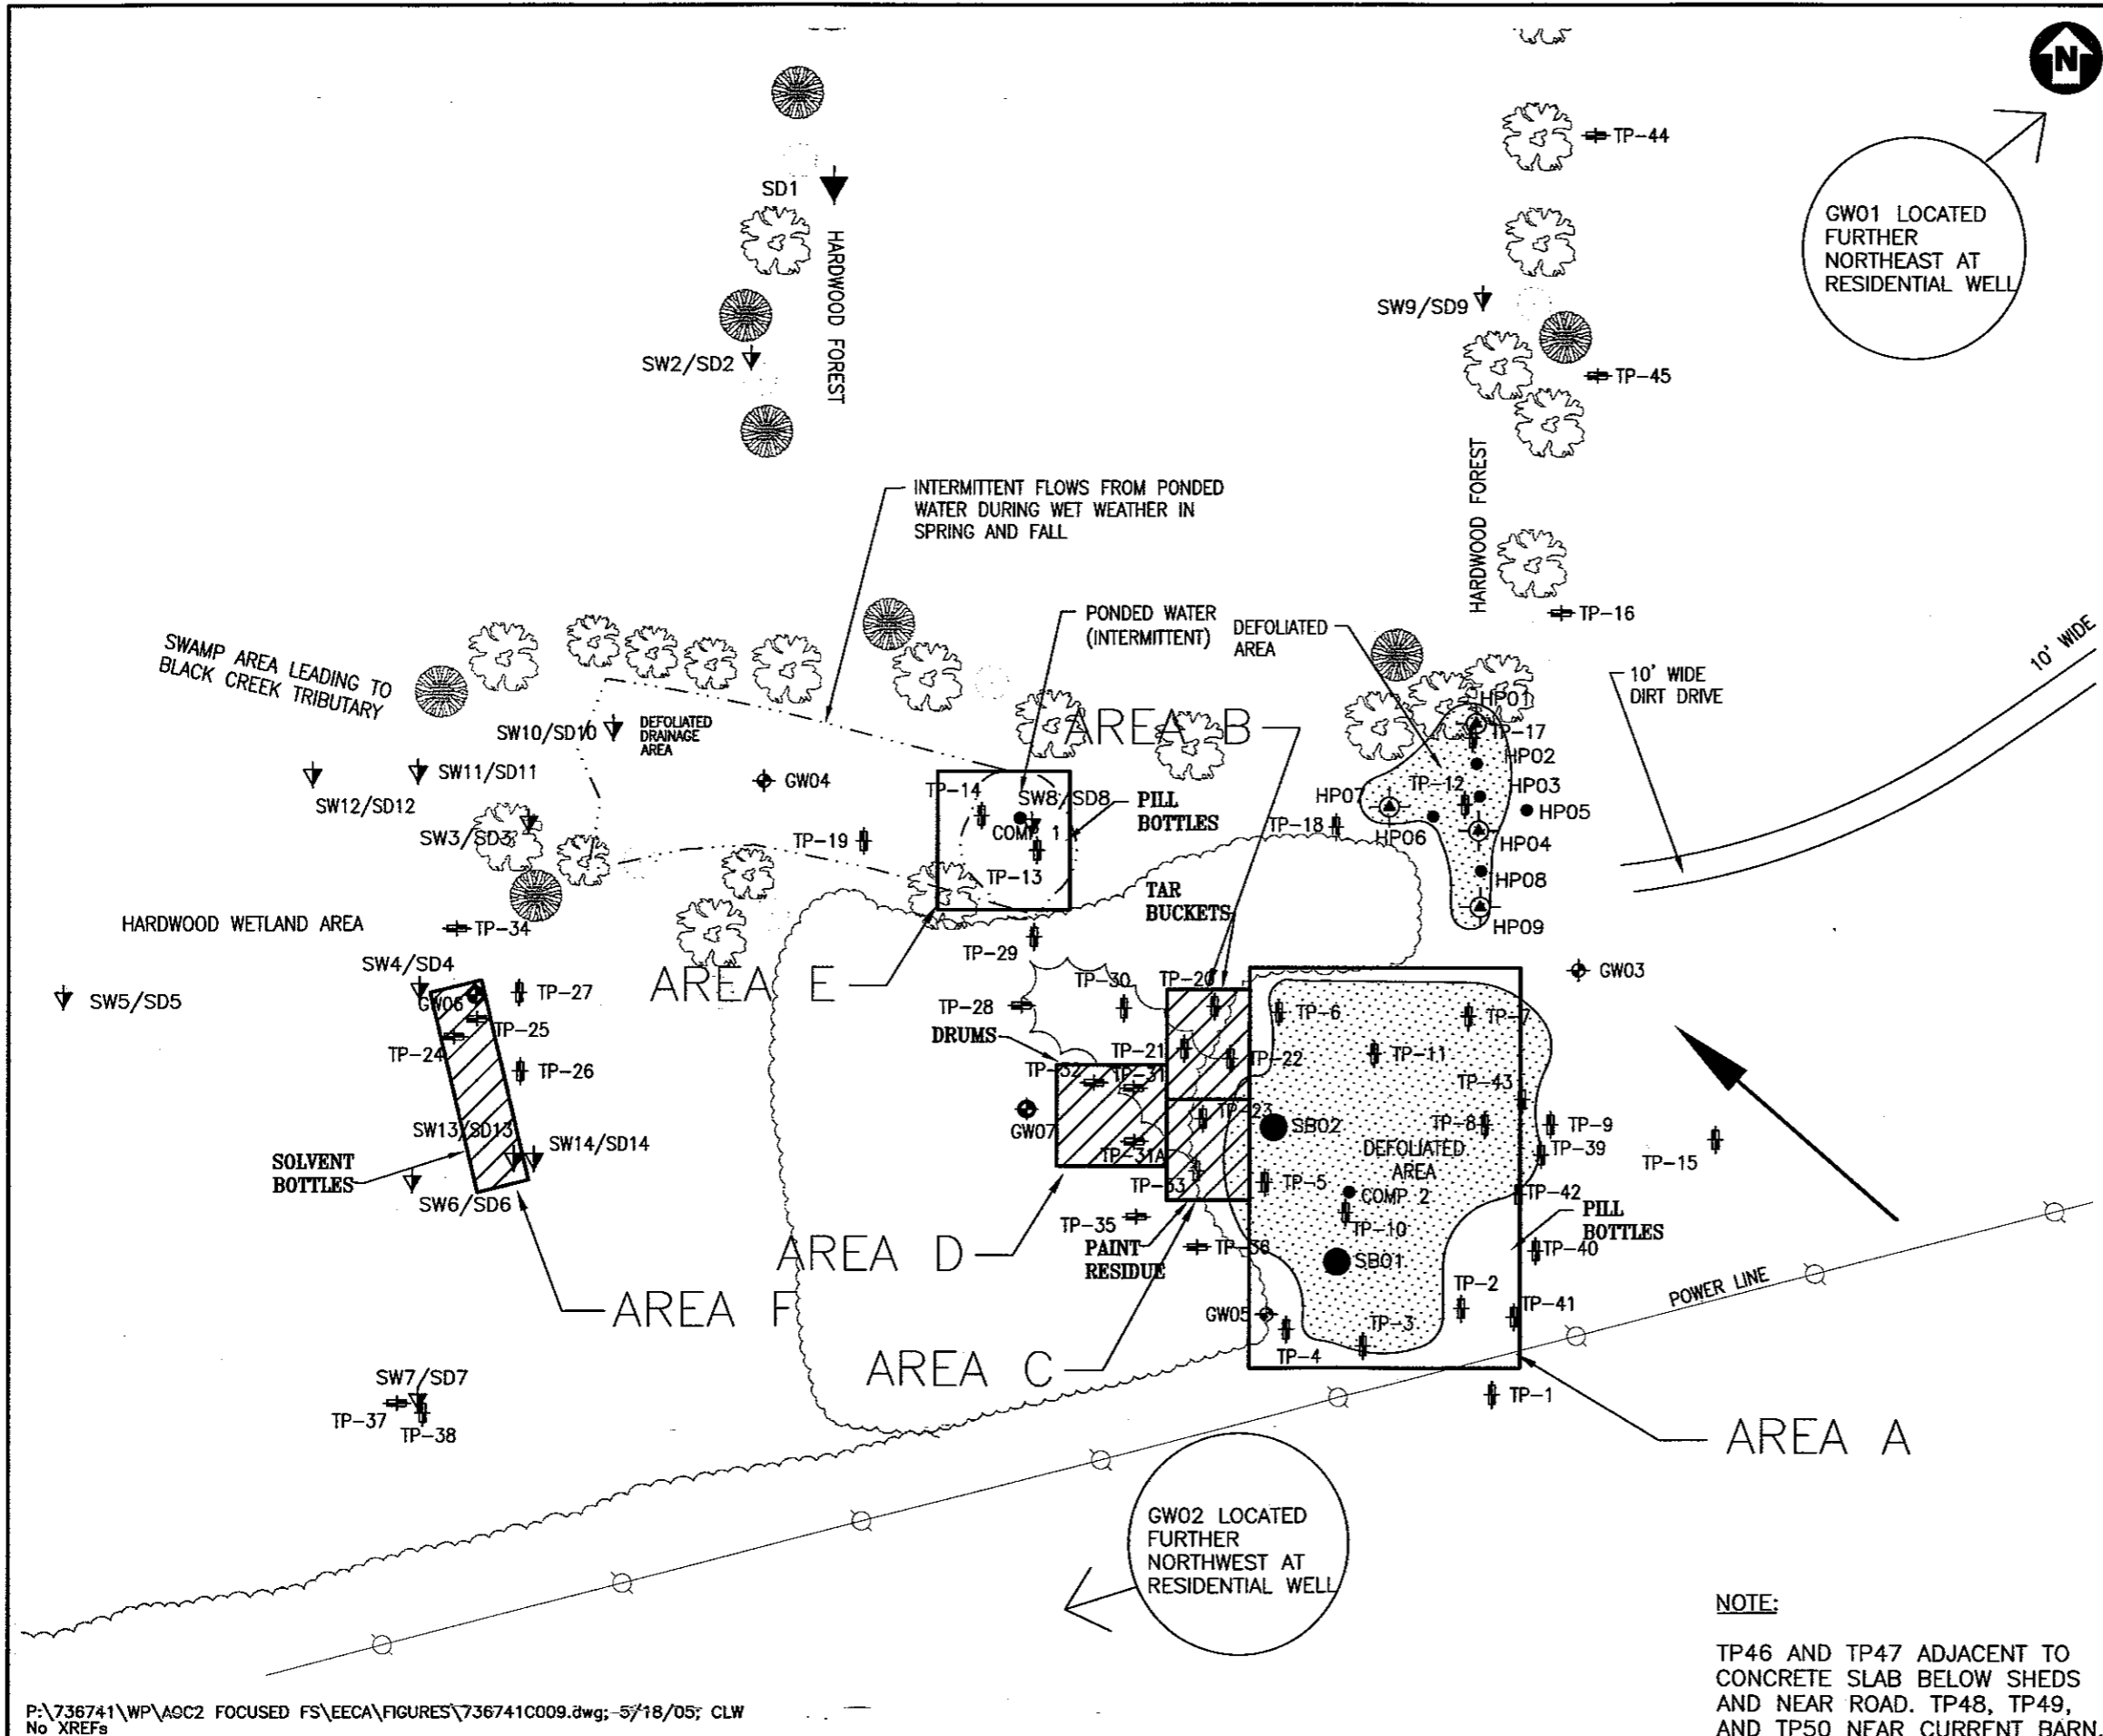 N
TP-44
SD1
HARDWOOD FOREST
GW01 LOCATED
FURTHER
NORTHEAST AT
RESIDENTIAL WELL
SW9/SD9
SW2/SD2
TP-45
HARDWOOD FOREST
INTERMITTENT FLOWS FROM PONDED
WATER DURING WET WEATHER IN
SPRING AND FALL
PONDED WATER
(INTERMITTENT)
DEFOLIATED
AREA
TP-16
10' WIDE
10' WIDE
DIRT DRIVE
SWAMP AREA LEADING TO
BLACK CREEK TRIBUTARY
HP01
TP-17
HP02
AREA B
SW10/SD10
DEFOLIATED
DRAINAGE
AREA
SW11/SD11
SW12/SD12
GW04
TP-14
SW8/SD8
PILL
BOTTLES
HP07
TP-12
HP03
HP05
SW3/SD3
TP-19
COMP 1
TP-18
HP06
HP04
TP-13
HP08
TAR
BUCKETS
HP09
HARDWOOD WETLAND AREA
TP-34
TP-29
SW4/SD4
AREA E
TP-30
TP-20
GW03
SW5/SD5
GW06
TP-27
TP-28
TP-6
TP-7
TP-25
DRUMS
TP-24
TP-21
TP-22
TP-11
TP-26
TP-32
TP-31
TP-43
TP-23
GW07
SB02
TP-8
TP-9
SW13/SD13
SW14/SD14
TP-31A
DEFOLIATED
AREA
TP-39
TP-15
SOLVENT
BOTTLES
TP-33
TP-5
COMP 2
TP-42
SW6/SD6
TP-35
TP-10
PILL
BOTTLES
AREA D
PAINT
RESIDUE
TP-36
SB01
TP-40
AREA F
TP-2
POWER LINE
GW05
TP-41
TP-3
TP-4
AREA C
SW7/SD7
TP-37
TP-38
TP-1
AREA A
GW02 LOCATED
FURTHER
NORTHWEST AT
RESIDENTIAL WELL
NOTE:
TP46 AND TP47 ADJACENT TO
CONCRETE SLAB BELOW SHEDS
AND NEAR ROAD. TP48, TP49,
AND TP50 NEAR CURRENT BARN.
P:\736741\WP\AOC2 FOCUSED FS\EECA\FIGURES\736741C009.dwg; 5/18/05; CLW
No XREFs